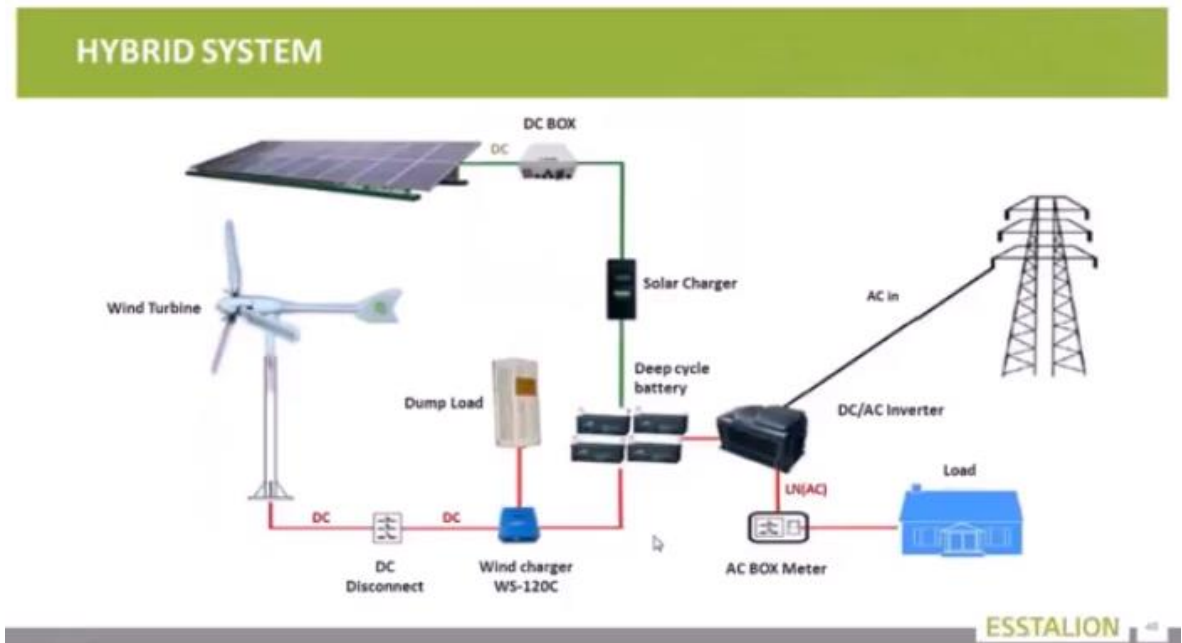 HYBRID SYSTEM
DC BOX
DC
Solar Charger
Wind Turbine
AC in
Deep cycle
battery
Dump Load
DC/AC Inverter
Load
LN(AC)
DC
DC
DC
Disconnect
Wind charger
WS-120C
AC BOX Meter
ESSTALION